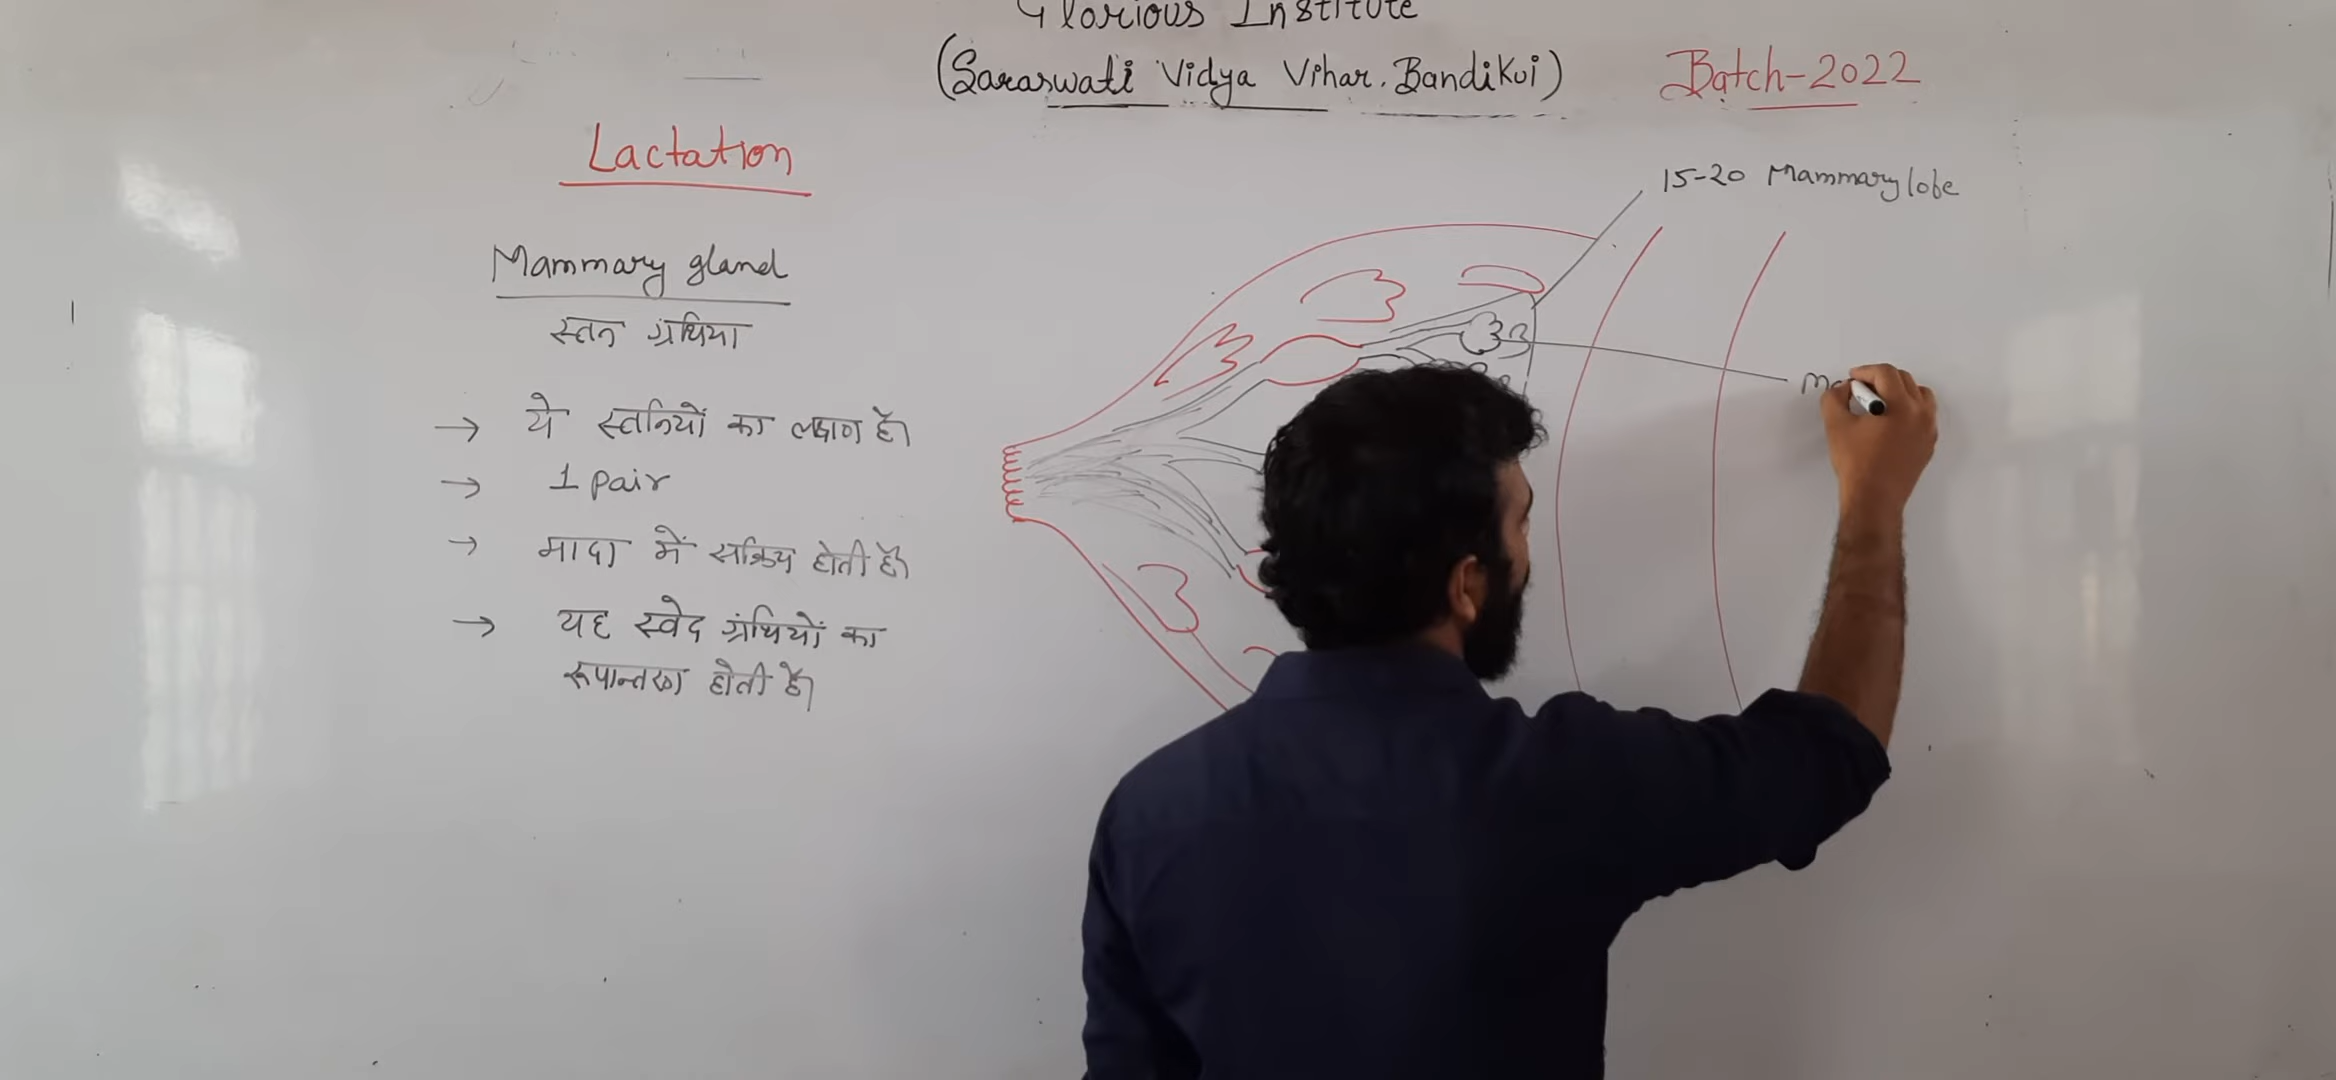 Glorious Institute
(Saraswati Vidya Vihar. Bandikui)
Batch-2022
Lactation
15-20 Mammary lobe
Mammary gland
स्तन ग्रंथिया
→ ये स्तनियों का लक्षण हैं।
→ 1 pair
→ मादा में सक्रिय होती हैं।
→ यह स्वेद ग्रंथियों का
होती हैं।